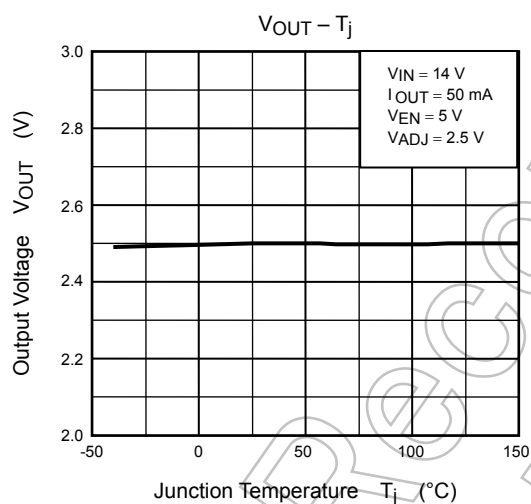 VOUT – Tj
3.0
2.8
2.6
2.4
2.2
2.0
Output Voltage VOUT (V)
VIN = 14 V
IOUT = 50 mA
VEN = 5 V
VADJ = 2.5 V
-50
0
50
100
150
Junction Temperature Tj (°C)
Reco